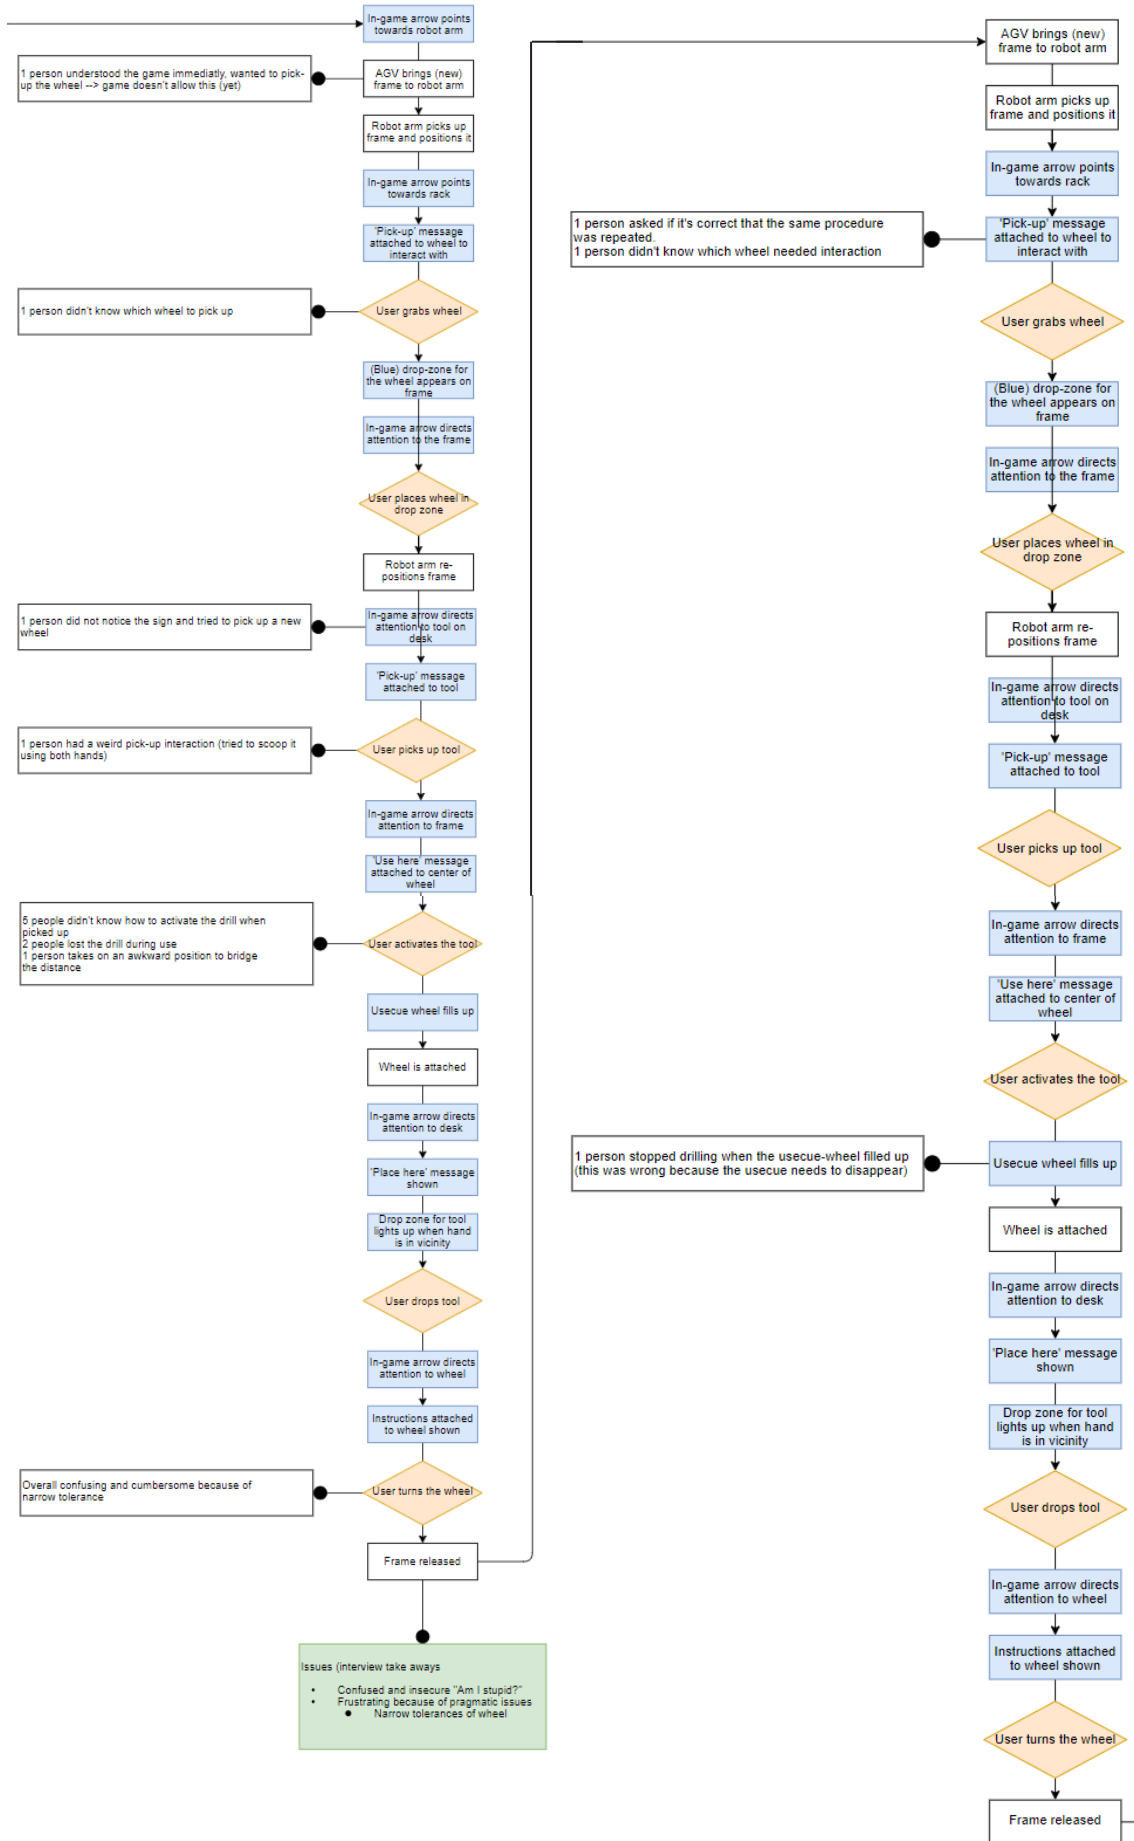 In-game arrow points
towards robot arm
1 person understood the game immediatly, wanted to pick-
up the wheel --> game doesn't allow this (yet)
AGV brings (new)
frame to robot arm
Robot arm picks up
frame and positions it
In-game arrow points
towards rack
'Pick-up' message
attached to wheel to
interact with
1 person didn't know which wheel to pick up
User grabs wheel
(Blue) drop-zone for
the wheel appears on
frame
In-game arrow directs
attention to the frame
User places wheel in
drop zone
Robot arm re-
positions frame
1 person did not notice the sign and tried to pick up a new
wheel
In-game arrow directs
attention to tool on
desk
'Pick-up' message
attached to tool
1 person had a weird pick-up interaction (tried to scoop it
using both hands)
User picks up tool
In-game arrow directs
attention to frame
'Use here' message
attached to center of
wheel
5 people didn't know how to activate the drill when
picked up
2 people lost the drill during use
1 person takes on an awkward position to bridge
the distance
User activates the tool
Usecue wheel fills up
Wheel is attached
In-game arrow directs
attention to desk
'Place here' message
shown
Drop zone for tool
lights up when hand
is in vicinity
User drops tool
In-game arrow directs
attention to wheel
Instructions attached
to wheel shown
Overall confusing and cumbersome because of
narrow tolerance
User turns the wheel
Frame released
Issues (interview take aways
• Confused and insecure "Am I stupid?"
• Frustrating because of pragmatic issues
● Narrow tolerances of wheel
AGV brings (new)
frame to robot arm
Robot arm picks up
frame and positions it
In-game arrow points
towards rack
1 person asked if it's correct that the same procedure
was repeated.
1 person didn't know which wheel needed interaction
'Pick-up' message
attached to wheel to
interact with
User grabs wheel
(Blue) drop-zone for
the wheel appears on
frame
In-game arrow directs
attention to the frame
User places wheel in
drop zone
Robot arm re-
positions frame
In-game arrow directs
attention to tool on
desk
'Pick-up' message
attached to tool
User picks up tool
In-game arrow directs
attention to frame
'Use here' message
attached to center of
wheel
User activates the tool
1 person stopped drilling when the usecue-wheel filled up
(this was wrong because the usecue needs to disappear)
Usecue wheel fills up
Wheel is attached
In-game arrow directs
attention to desk
'Place here' message
shown
Drop zone for tool
lights up when hand
is in vicinity
User drops tool
In-game arrow directs
attention to wheel
Instructions attached
to wheel shown
User turns the wheel
Frame released